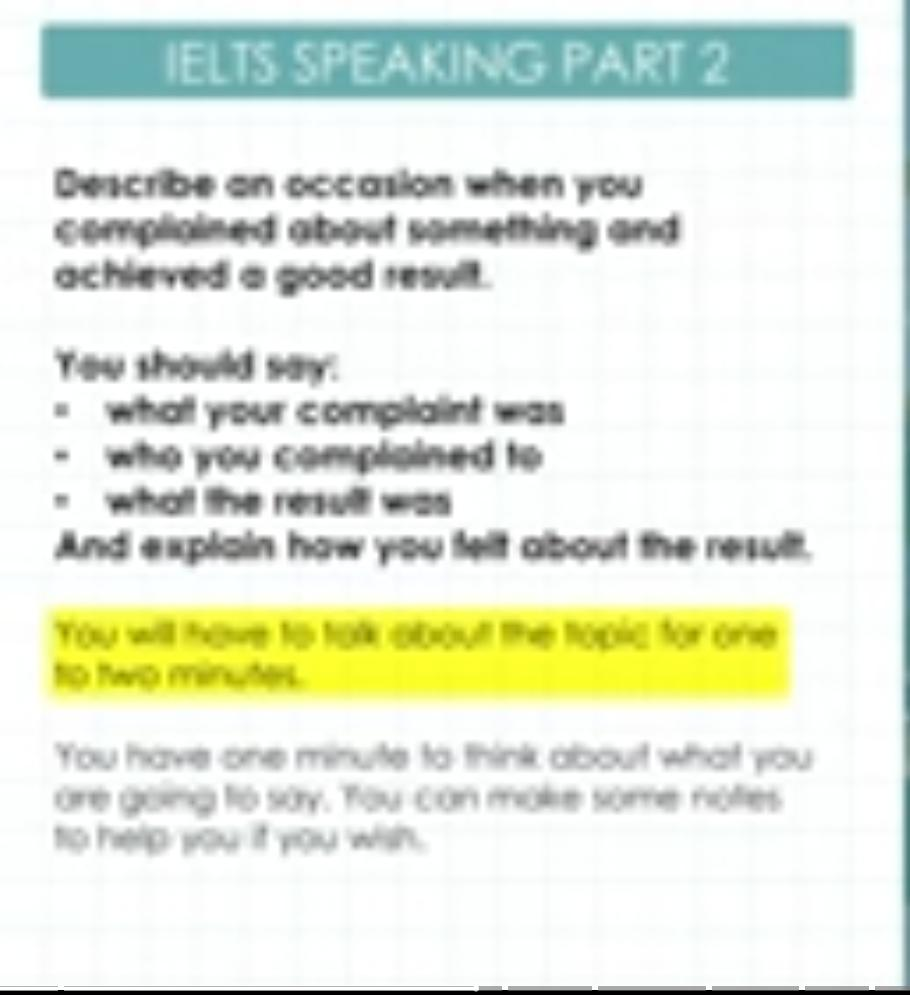 IELTS SPEAKING PART 2
Describe an occasion when you
complained about something and
achieved a good result.
You should say:
• what your complaint was
• who you complained to
• what the result was
And explain how you felt about the result.
You will have to talk about the topic for one
to two minutes.
You have one minute to think about what you
are going to say. You can make some notes
to help you if you wish.